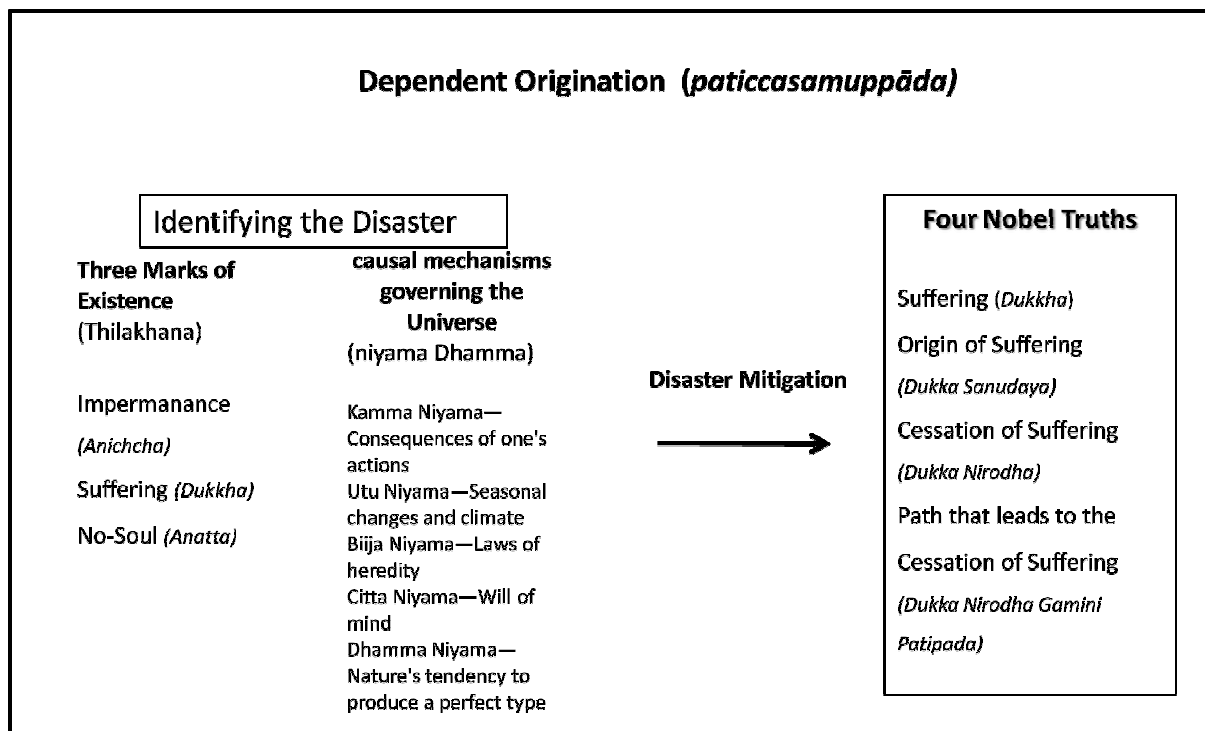 Dependent Origination (paticcasamuppāda)
Identifying the Disaster
Three Marks of
Existence
(Thilakhana)
Impermanance
(Anichcha)
Suffering (Dukkha)
No-Soul (Anatta)
causal mechanisms
governing the
Universe
(niyama Dhamma)
Kamma Niyama—
Consequences of one's
actions
Utu Niyama—Seasonal
changes and climate
Biija Niyama—Laws of
heredity
Citta Niyama—Will of
mind
Dhamma Niyama—
Nature's tendency to
produce a perfect type
Disaster Mitigation
Four Nobel Truths
Suffering (Dukkha)
Origin of Suffering
(Dukka Sanudaya)
Cessation of Suffering
(Dukka Nirodha)
Path that leads to the
Cessation of Suffering
(Dukka Nirodha Gamini
Patipada)